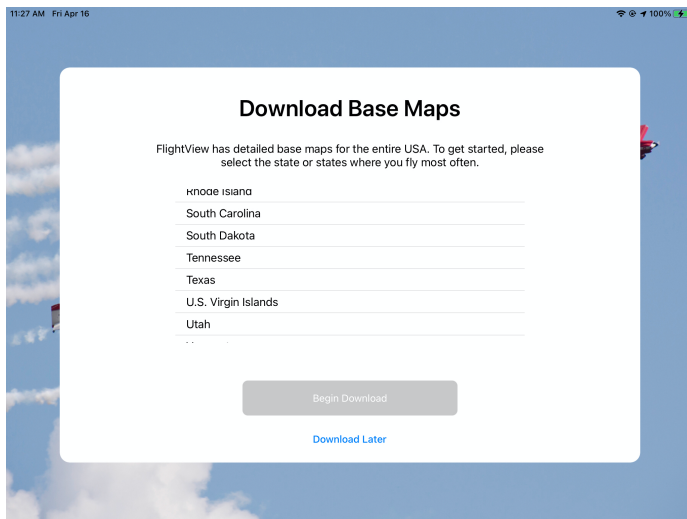 11:27 AM Fri Apr 16
100%
Download Base Maps
FlightView has detailed base maps for the entire USA. To get started, please
select the state or states where you fly most often.
Rhode Island
South Carolina
South Dakota
Tennessee
Texas
U.S. Virgin Islands
Utah
Begin Download
Download Later